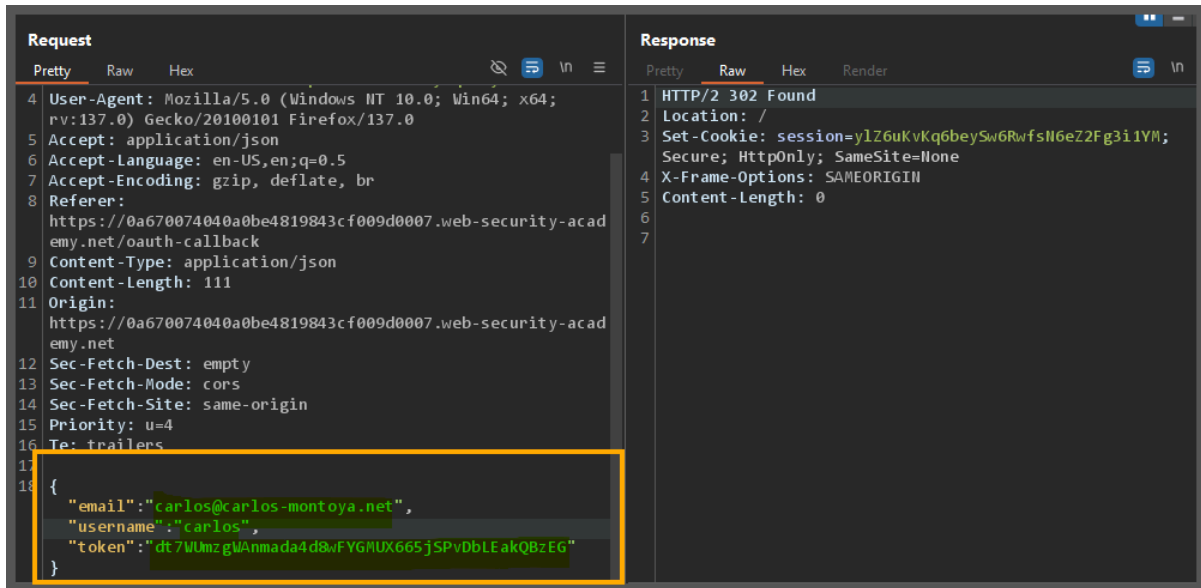 Request
Pretty Raw Hex \n
4 User-Agent: Mozilla/5.0 (Windows NT 10.0; Win64; x64;
rv:137.0) Gecko/20100101 Firefox/137.0
5 Accept: application/json
6 Accept-Language: en-US,en;q=0.5
7 Accept-Encoding: gzip, deflate, br
8 Referer:
https://0a670074040a0be4819843cf009d0007.web-security-acad
emy.net/oauth-callback
9 Content-Type: application/json
10 Content-Length: 111
11 Origin:
https://0a670074040a0be4819843cf009d0007.web-security-acad
emy.net
12 Sec-Fetch-Dest: empty
13 Sec-Fetch-Mode: cors
14 Sec-Fetch-Site: same-origin
15 Priority: u=4
16 Te: trailers
17
18 {
"email":"carlos@carlos-montoya.net",
"username":"carlos",
"token":"dt7WUmzgWAnmada4d8wFYGMUX665jSPvDbLEakQBzEG"
}
Response
Pretty Raw Hex Render \n
1 HTTP/2 302 Found
2 Location: /
3 Set-Cookie: session=ylZ6uKvKq6beySw6RwfsN6eZ2Fg3i1YM;
Secure; HttpOnly; SameSite=None
4 X-Frame-Options: SAMEORIGIN
5 Content-Length: 0
6
7